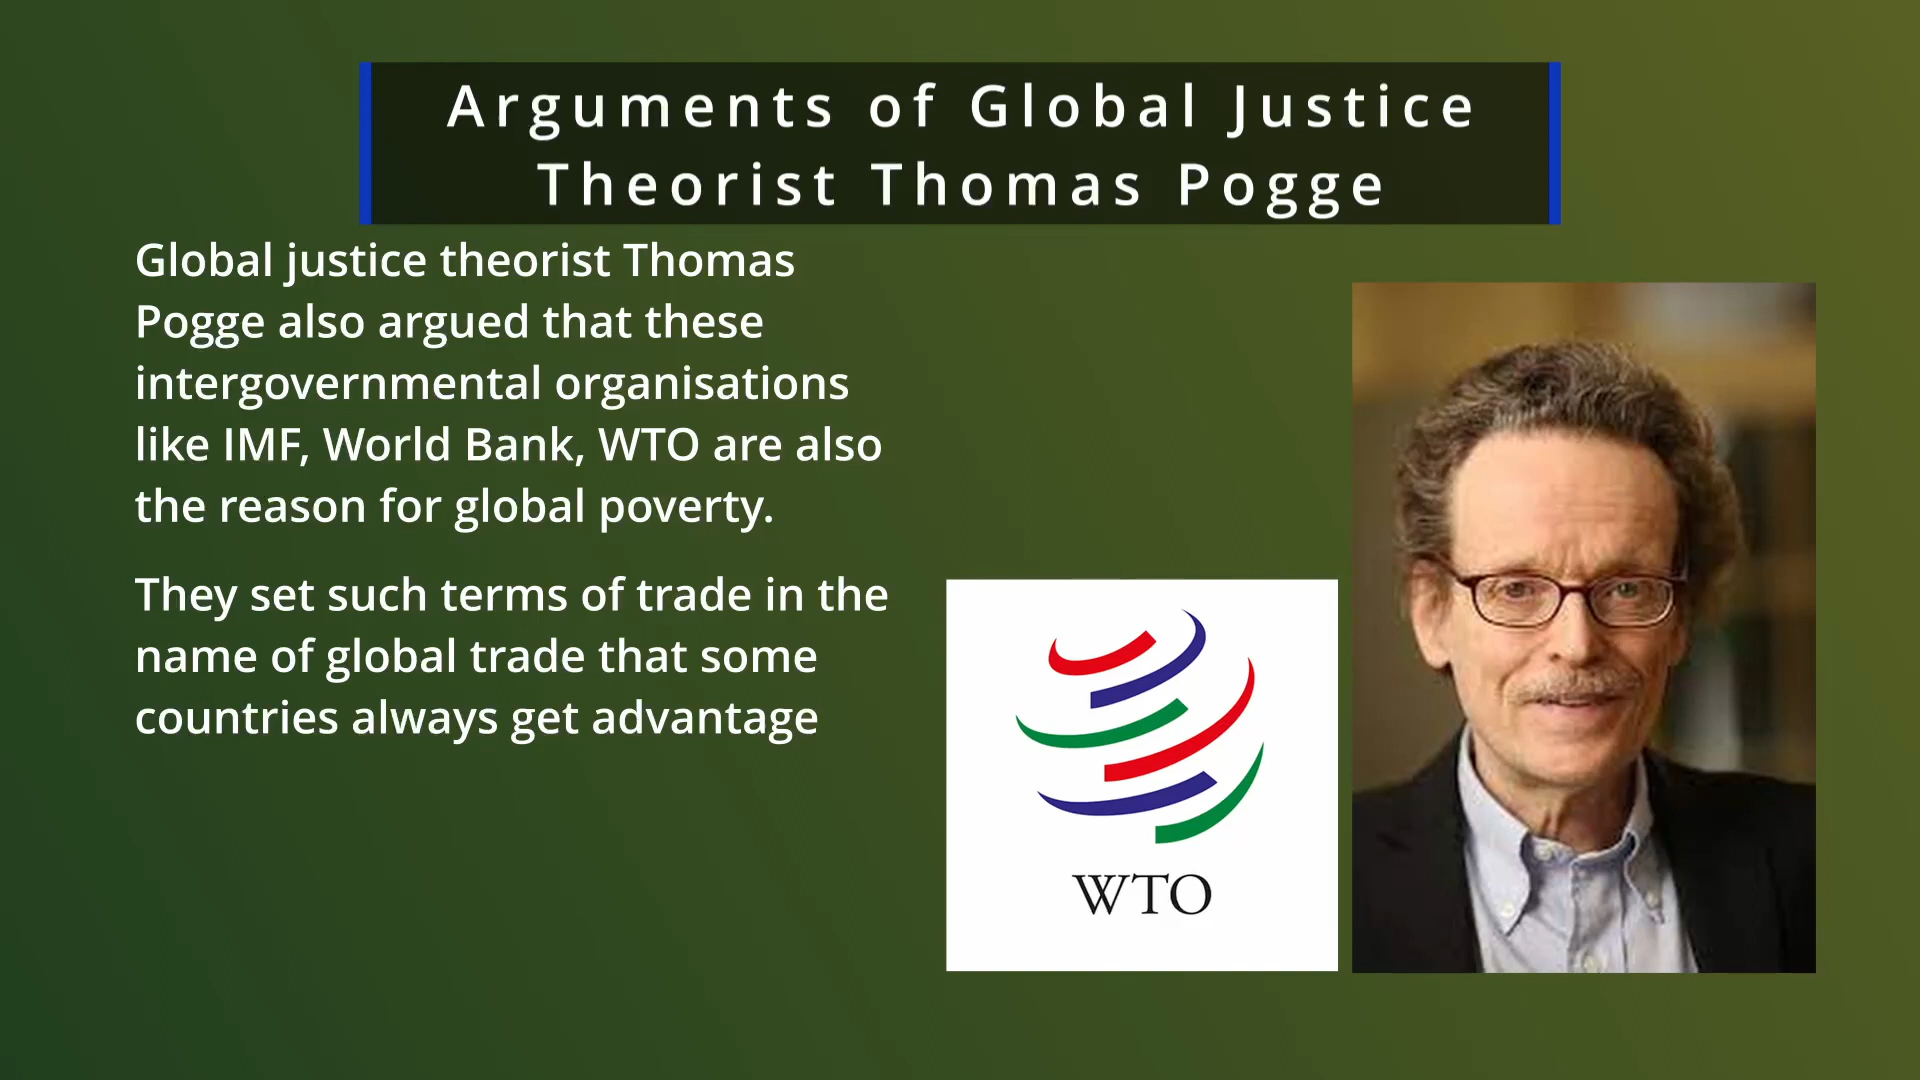 Arguments of Global Justice
Theorist Thomas Pogge
Global justice theorist Thomas
Pogge also argued that these
intergovernmental organisations
like IMF, World Bank, WTO are also
the reason for global poverty.
They set such terms of trade in the
name of global trade that some
countries always get advantage
WTO